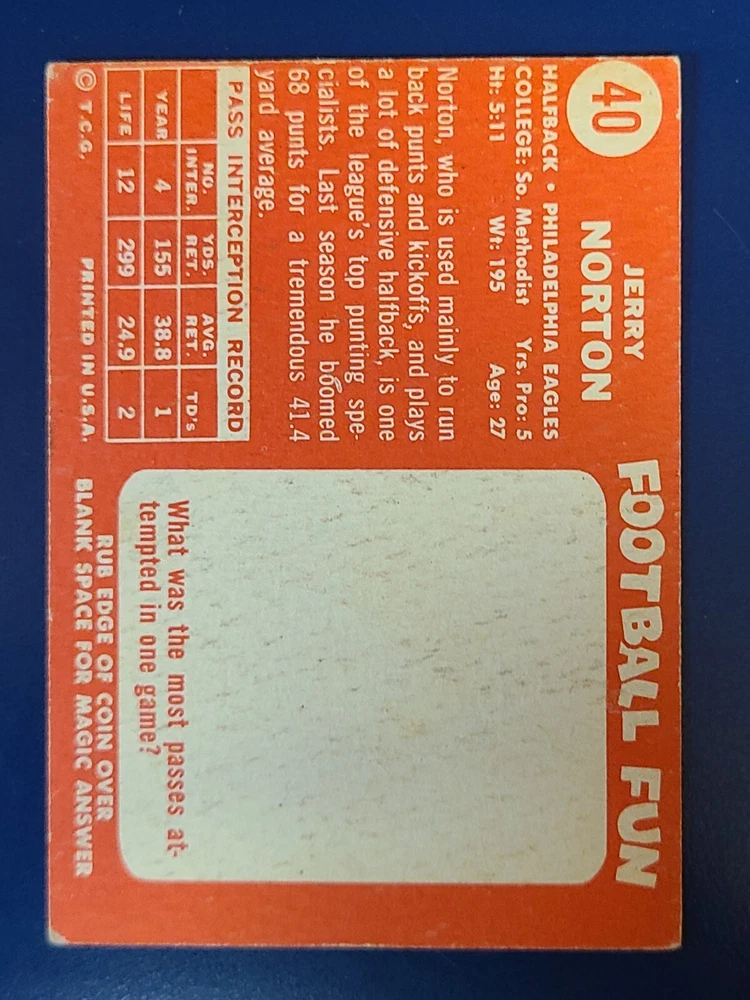 40
JERRY
NORTON
HALFBACK • PHILADELPHIA EAGLES
COLLEGE: So. Methodist Yrs. Pro: 5
Ht: 5:11 Wt: 195 Age: 27
Norton, who is used mainly to run
back punts and kickoffs, and plays
a lot of defensive halfback, is one
of the league's top punting spe-
cialists. Last season he boomed
68 punts for a tremendous 41.4
yard average.
PASS INTERCEPTION RECORD
NO. INTER. YDS. RET. AVG. RET. TD's
YEAR 4 155 38.8 1
LIFE 12 299 24.9 2
© T.C.G. PRINTED IN U.S.A.
FOOTBALL FUN
What was the most passes at-
tempted in one game?
RUB EDGE OF COIN OVER
BLANK SPACE FOR MAGIC ANSWER